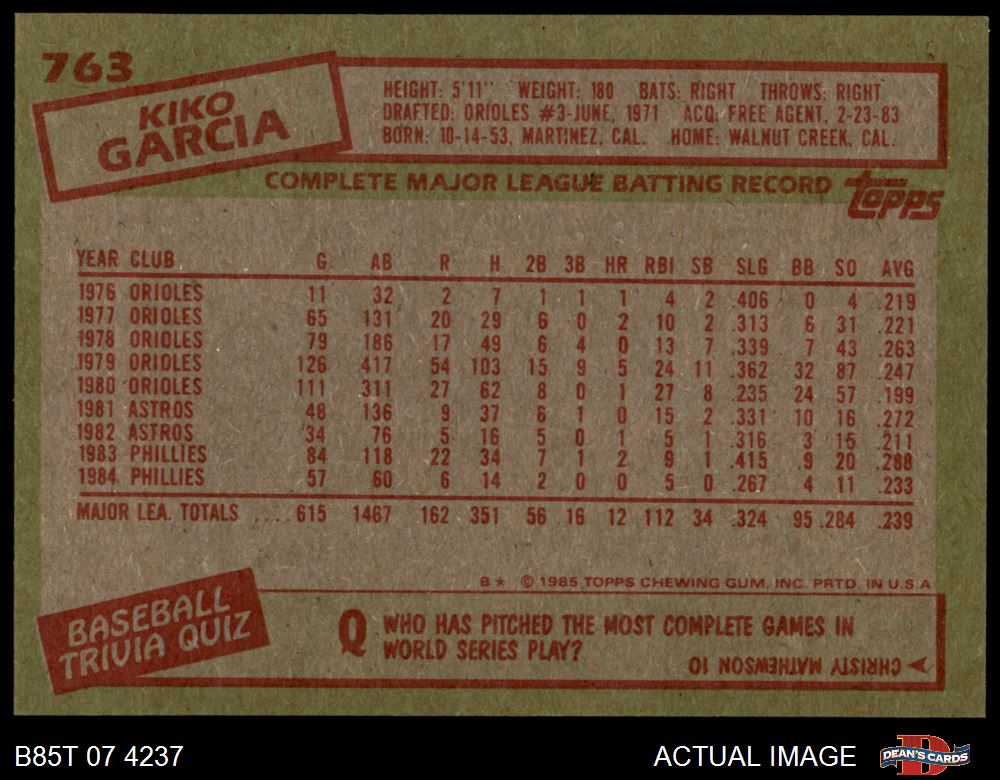 763
KIKO
GARCIA
HEIGHT: 5'11" WEIGHT: 180 BATS: RIGHT THROWS: RIGHT
DRAFTED: ORIOLES #3-JUNE, 1971 ACQ: FREE AGENT, 2-23-83
BORN: 10-14-53, MARTINEZ, CAL. HOME: WALNUT CREEK, CAL.
COMPLETE MAJOR LEAGUE BATTING RECORD
topps
YEAR CLUB G AB R H 2B 3B HR RBI SB SLG BB SO AVG
1976 ORIOLES 11 32 2 7 1 1 1 4 2 .406 0 4 .219
1977 ORIOLES 65 131 20 29 6 0 2 10 2 .313 6 31 .221
1978 ORIOLES 79 186 17 49 6 4 0 13 7 .339 7 43 .263
1979 ORIOLES 126 417 54 103 15 9 5 24 11 .362 32 87 .247
1980 ORIOLES 111 311 27 62 8 0 1 27 8 .235 24 57 .199
1981 ASTROS 48 136 9 37 6 1 0 15 2 .331 10 16 .272
1982 ASTROS 34 76 5 16 5 0 1 5 1 .316 3 15 .211
1983 PHILLIES 84 118 22 34 7 1 2 9 1 .415 9 20 .288
1984 PHILLIES 57 60 6 14 2 0 0 5 0 .267 4 11 .233
MAJOR LEA. TOTALS .... 615 1467 162 351 56 16 12 112 34 .324 95 284 .239
B★ © 1985 TOPPS CHEWING GUM, INC. PRTD. IN U.S.A
BASEBALL
TRIVIA QUIZ
Q WHO HAS PITCHED THE MOST COMPLETE GAMES IN
WORLD SERIES PLAY?
CHRISTY MATHEWSON 10
B85T 07 4237
ACTUAL IMAGE
DEAN'S CARDS